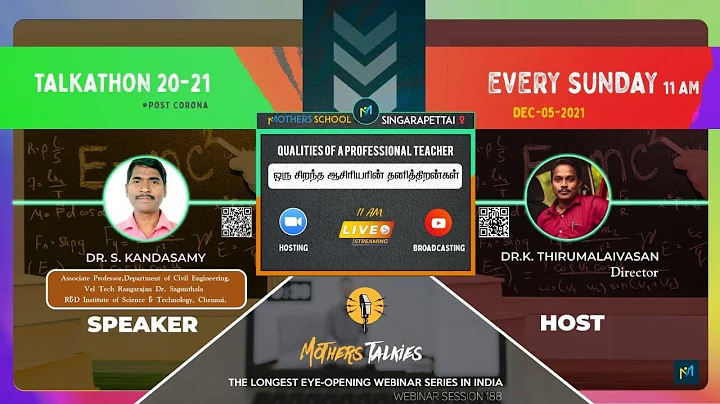 TALKATHON 20-21
#POST CORONA
EVERY SUNDAY 11 AM
DEC-05-2021
MOTHERS SCHOOL M SINGARAPETTAI
QUALITIES OF A PROFESSIONAL TEACHER
ஒரு சிறந்த ஆசிரியரின் தனித்திறன்கள்
11 AM
LIVE
STREAMING
HOSTING
BROADCASTING
DR. S. KANDASAMY
Associate Professor,Department of Civil Engineering,
Vel Tech Rangarajan Dr. Sagunthala
R&D Institute of Science & Technology, Chennai.
SPEAKER
DR.K. THIRUMALAIVASAN
Director
HOST
MOTHERS TALKIES
THE LONGEST EYE-OPENING WEBINAR SERIES IN INDIA
WEBINAR SESSION 188
M